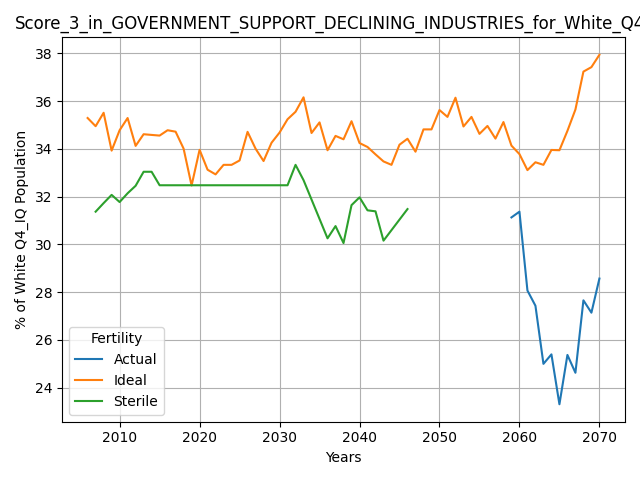 Score_3_in_GOVERNMENT_SUPPORT_DECLINING_INDUSTRIES_for_White_Q4
% of White Q4_IQ Population
38
36
34
32
30
28
26
24
Fertility
Actual
Ideal
Sterile
2010 2020 2030 2040 2050 2060 2070
Years